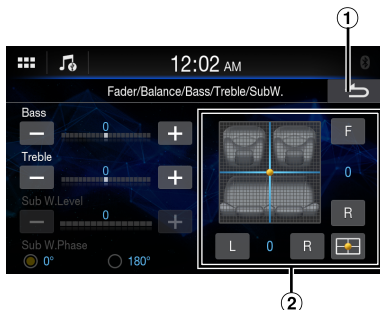 ①
12:02 AM
Fader/Balance/Bass/Treble/SubW.
Bass
0
F
Treble
0
0
Sub W.Level
0
R
Sub W.Phase
L 0 R
0° 180°
②